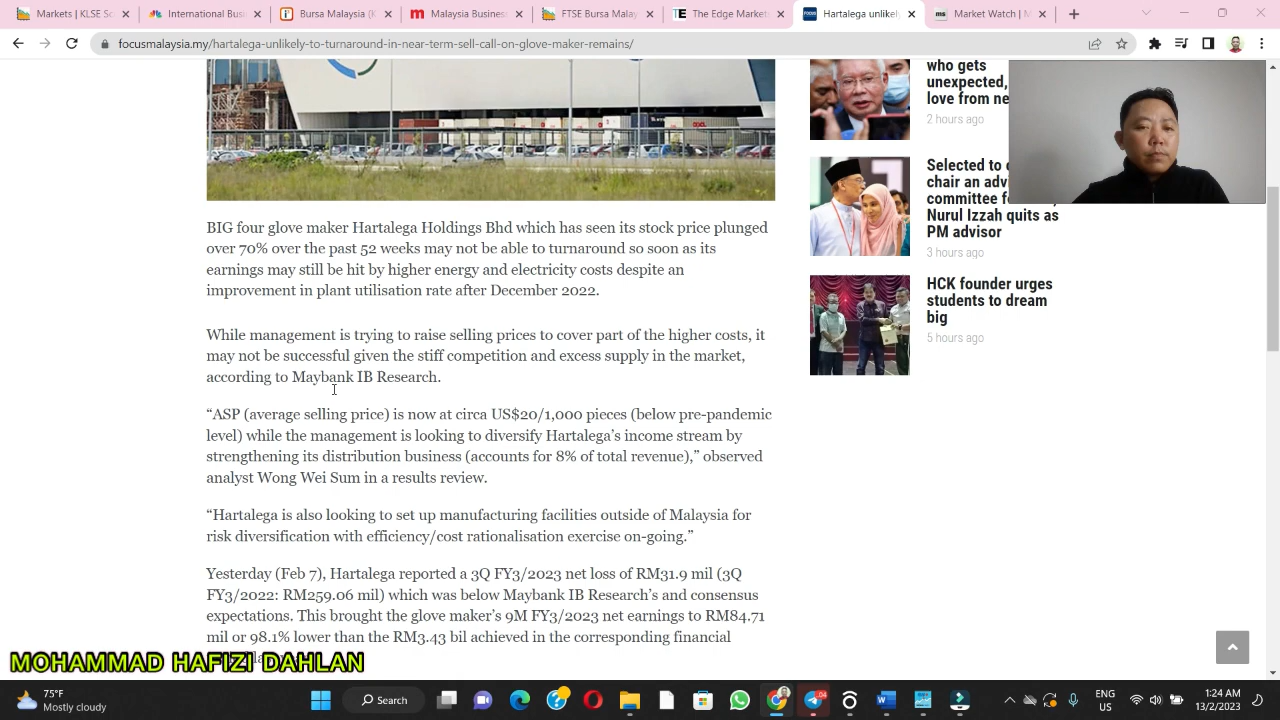 Markets | KLSE Sc
International Busi
Bursa Malaysia (K
Malaysia Business
FTSE Bursa Malay
The Edge Markets
Hartalega unlikely
Market Watch | M
focusmalaysia.my/hartalega-unlikely-to-turnaround-in-near-term-sell-call-on-glove-maker-remains/
who gets
unexpected,
love from ne
2 hours ago
Selected to
chair an adv
committee f
Nurul Izzah quits as
PM advisor
3 hours ago
HCK founder urges
students to dream
big
5 hours ago
BIG four glove maker Hartalega Holdings Bhd which has seen its stock price plunged
over 70% over the past 52 weeks may not be able to turnaround so soon as its
earnings may still be hit by higher energy and electricity costs despite an
improvement in plant utilisation rate after December 2022.
While management is trying to raise selling prices to cover part of the higher costs, it
may not be successful given the stiff competition and excess supply in the market,
according to Maybank IB Research.
“ASP (average selling price) is now at circa US$20/1,000 pieces (below pre-pandemic
level) while the management is looking to diversify Hartalega’s income stream by
strengthening its distribution business (accounts for 8% of total revenue),” observed
analyst Wong Wei Sum in a results review.
“Hartalega is also looking to set up manufacturing facilities outside of Malaysia for
risk diversification with efficiency/cost rationalisation exercise on-going.”
Yesterday (Feb 7), Hartalega reported a 3Q FY3/2023 net loss of RM31.9 mil (3Q
FY3/2022: RM259.06 mil) which was below Maybank IB Research’s and consensus
expectations. This brought the glove maker’s 9M FY3/2023 net earnings to RM84.71
mil or 98.1% lower than the RM3.43 bil achieved in the corresponding financial
MOHAMMAD HAFIZI DAHLAN
75°F
Mostly cloudy
Search
ENG
US
1:24 AM
13/2/2023